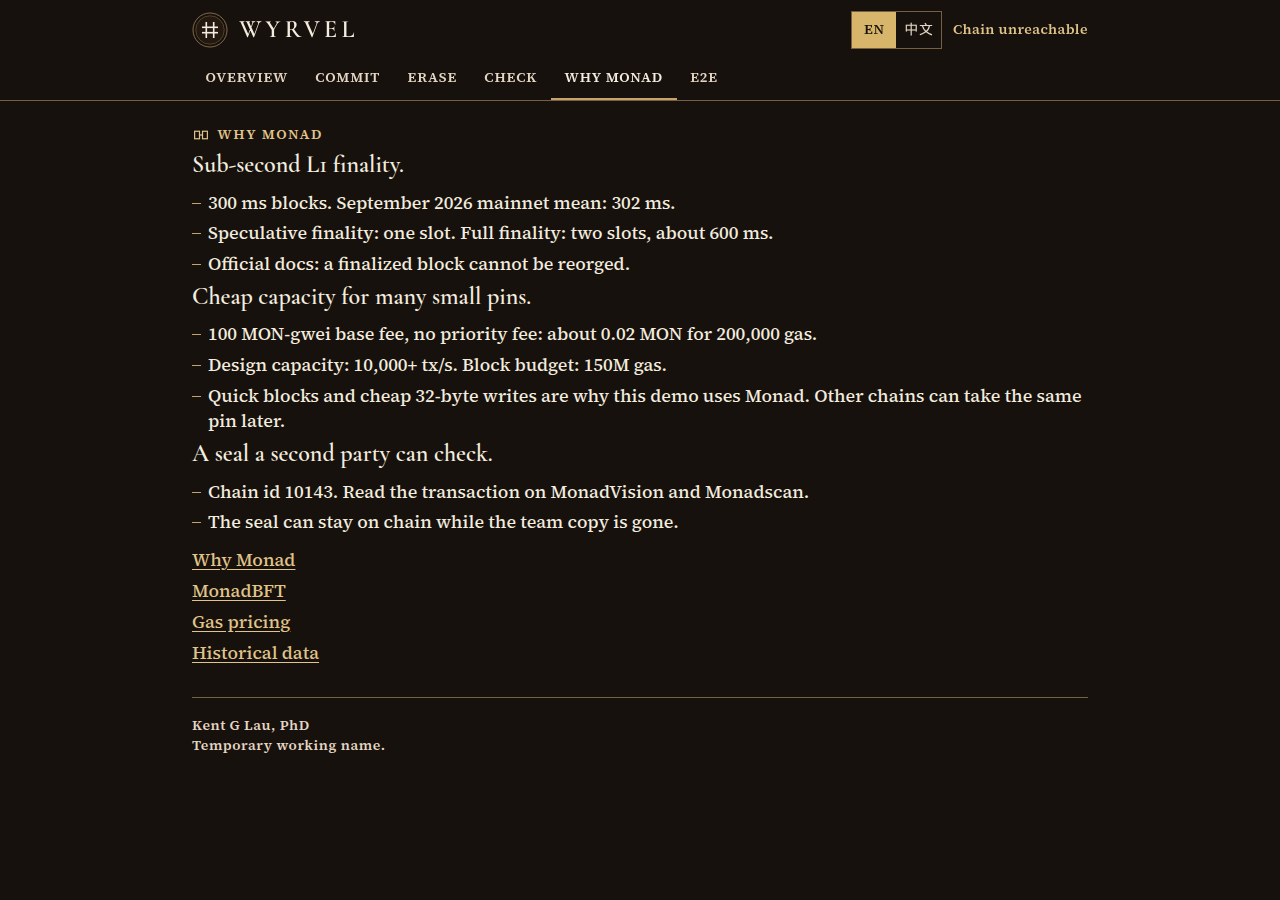 WYRVEL
EN 中文 Chain unreachable
OVERVIEW COMMIT ERASE CHECK WHY MONAD E2E
WHY MONAD
Sub-second L1 finality.
– 300 ms blocks. September 2026 mainnet mean: 302 ms.
– Speculative finality: one slot. Full finality: two slots, about 600 ms.
– Official docs: a finalized block cannot be reorged.
Cheap capacity for many small pins.
– 100 MON-gwei base fee, no priority fee: about 0.02 MON for 200,000 gas.
– Design capacity: 10,000+ tx/s. Block budget: 150M gas.
– Quick blocks and cheap 32-byte writes are why this demo uses Monad. Other chains can take the same
pin later.
A seal a second party can check.
– Chain id 10143. Read the transaction on MonadVision and Monadscan.
– The seal can stay on chain while the team copy is gone.
Why Monad
MonadBFT
Gas pricing
Historical data
Kent G Lau, PhD
Temporary working name.